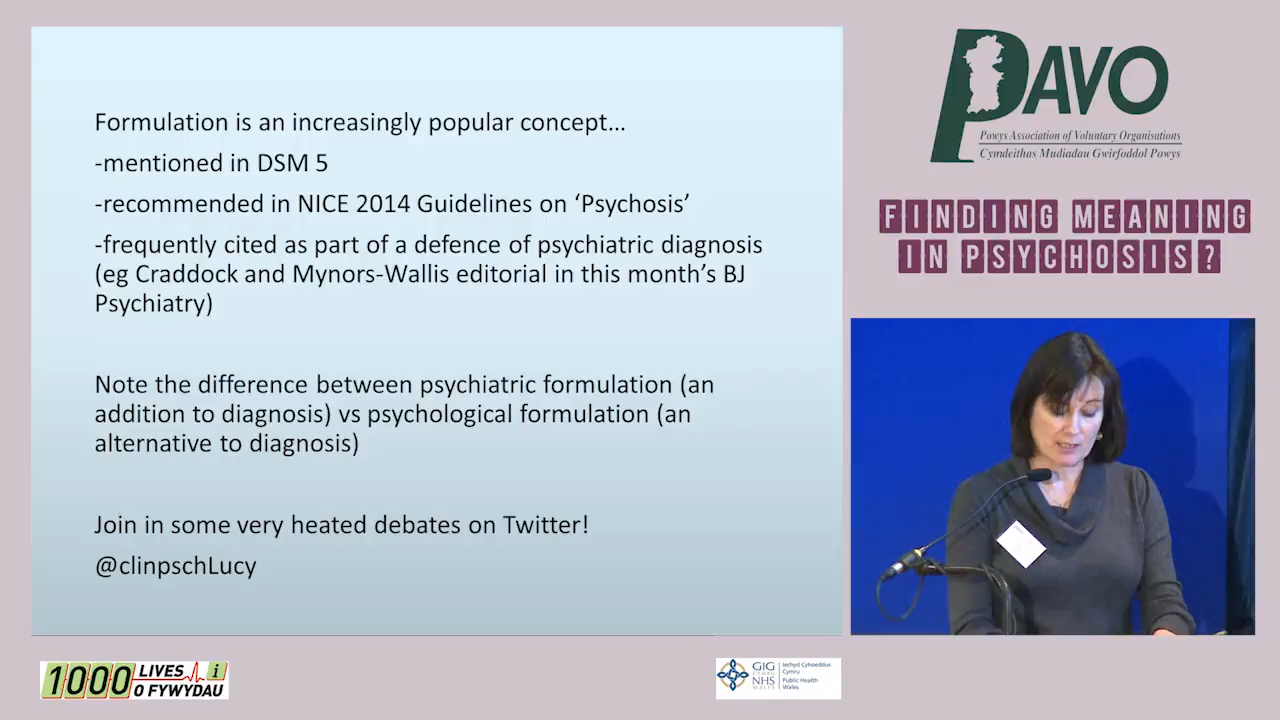 Formulation is an increasingly popular concept…
-mentioned in DSM 5
-recommended in NICE 2014 Guidelines on ‘Psychosis’
-frequently cited as part of a defence of psychiatric diagnosis
(eg Craddock and Mynors-Wallis editorial in this month’s BJ
Psychiatry)
Note the difference between psychiatric formulation (an
addition to diagnosis) vs psychological formulation (an
alternative to diagnosis)
Join in some very heated debates on Twitter!
@clinpschLucy
PAVO
Powys Association of Voluntary Organisations
Cymdeithas Mudiadau Gwirfoddol Powys
FINDING MEANING
IN PSYCHOSIS?
1000 LIVES i
O FYWYDAU
GIG
CYMRU
NHS
WALES
Iechyd Cyhoeddus
Cymru
Public Health
Wales